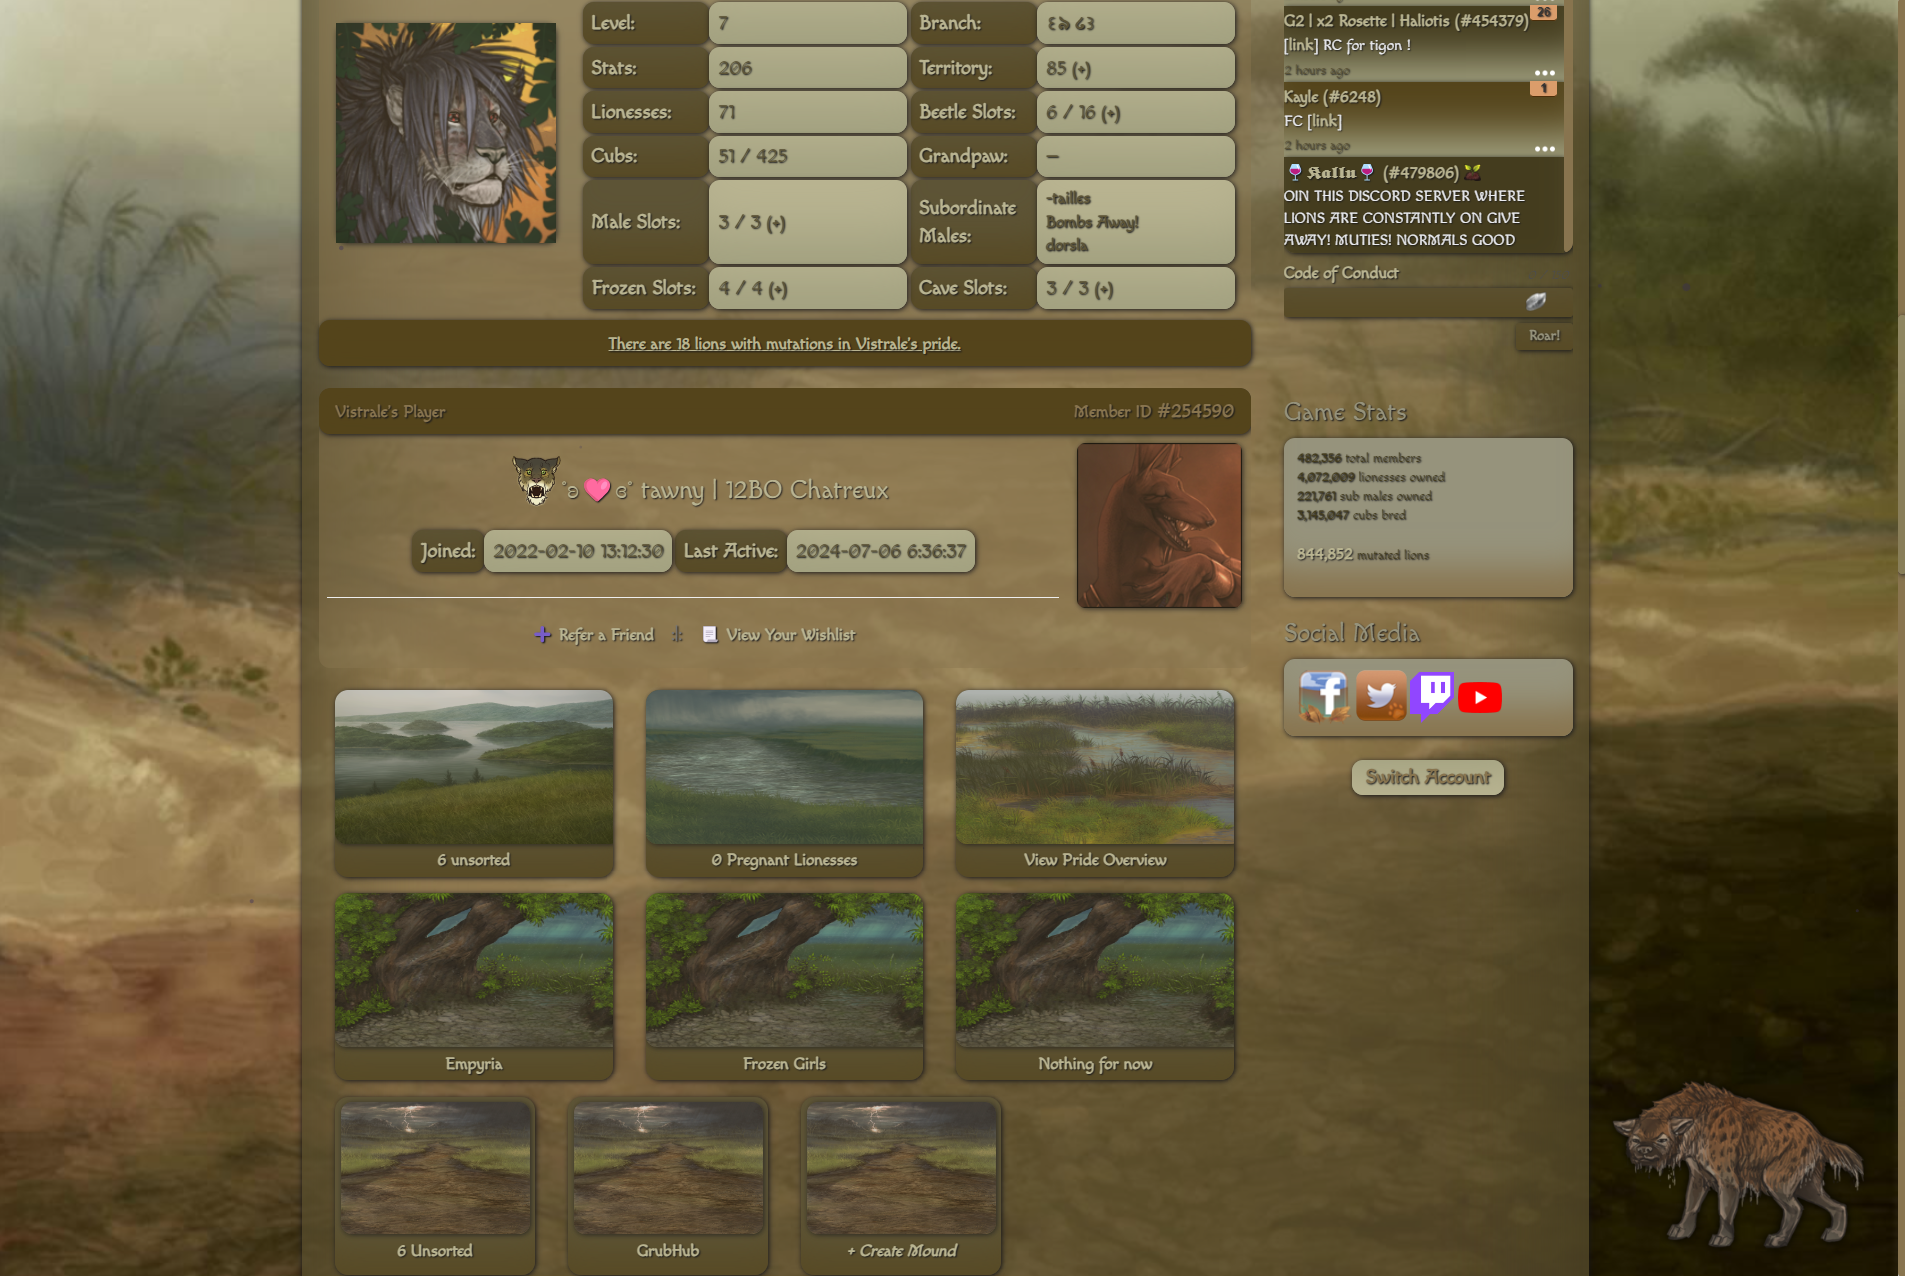 Level: 7 Branch:
Stats: 206 Territory: 85 (+)
Lionesses: 71 Beetle Slots: 6 / 16 (+)
Cubs: 51 / 425 Grandpaw: —
Male Slots: 3 / 3 (+) Subordinate Males:
-tailles
Bombs Away!
dorsla
Frozen Slots: 4 / 4 (+) Cave Slots: 3 / 3 (+)
There are 18 lions with mutations in Vistrale's pride.
Vistrale's Player Member ID #254590
tawny | 12BO Chatreux
Joined: 2022-02-10 13:12:30 Last Active: 2024-07-06 6:36:37
Refer a Friend
View Your Wishlist
6 unsorted
0 Pregnant Lionesses
View Pride Overview
Empyria
Frozen Girls
Nothing for now
6 Unsorted
GrubHub
+ Create Mound
26
G2 | x2 Rosette | Haliotis (#454379)
[link] RC for tigon !
2 hours ago
1
Kayle (#6248)
FC [link]
2 hours ago
🍷 𝕶𝖆𝖑𝖑𝖚 🍷 (#479806)
OIN THIS DISCORD SERVER WHERE
LIONS ARE CONSTANTLY ON GIVE
AWAY! MUTIES! NORMALS GOOD
Code of Conduct
Roar!
Game Stats
482,356 total members
4,072,009 lionesses owned
221,761 sub males owned
3,145,047 cubs bred
844,852 mutated lions
Social Media
Switch Account